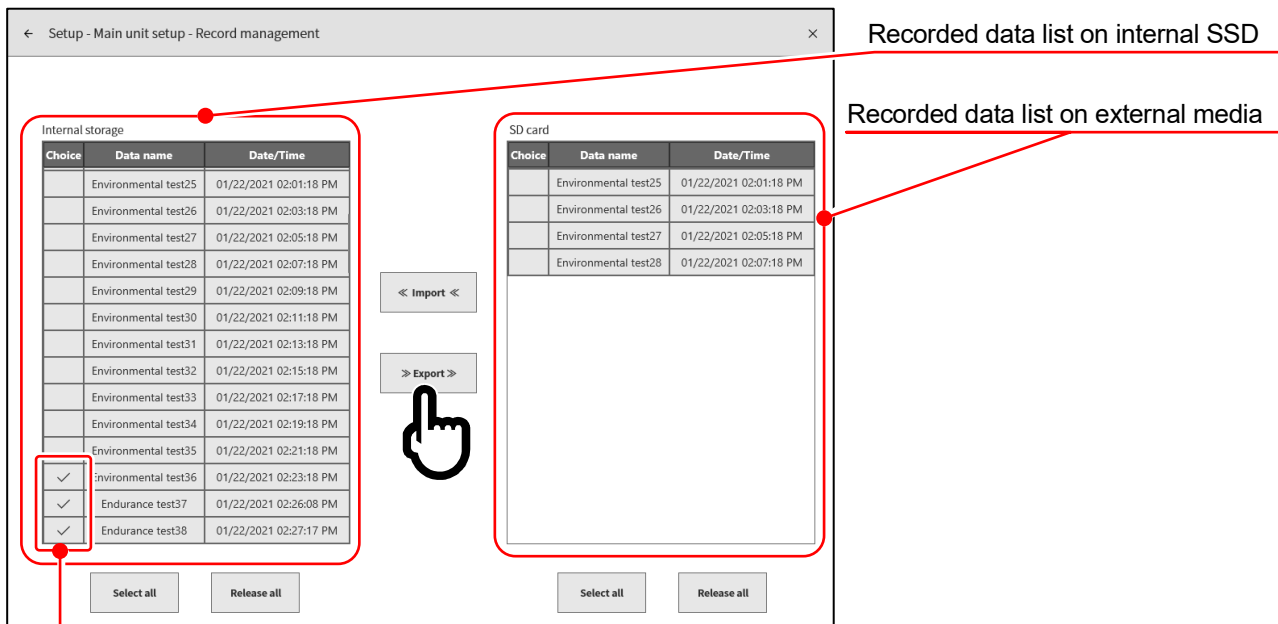 ← Setup - Main unit setup - Record management ×
Recorded data list on internal SSD
Recorded data list on external media
Internal storage
Choice Data name Date/Time
Environmental test25 01/22/2021 02:01:18 PM
Environmental test26 01/22/2021 02:03:18 PM
Environmental test27 01/22/2021 02:05:18 PM
Environmental test28 01/22/2021 02:07:18 PM
Environmental test29 01/22/2021 02:09:18 PM
Environmental test30 01/22/2021 02:11:18 PM
Environmental test31 01/22/2021 02:13:18 PM
Environmental test32 01/22/2021 02:15:18 PM
Environmental test33 01/22/2021 02:17:18 PM
Environmental test34 01/22/2021 02:19:18 PM
Environmental test35 01/22/2021 02:21:18 PM
✓ Environmental test36 01/22/2021 02:23:18 PM
✓ Endurance test37 01/22/2021 02:26:08 PM
✓ Endurance test38 01/22/2021 02:27:17 PM
Select all Release all
≪ Import ≪
≫ Export ≫
SD card
Choice Data name Date/Time
Environmental test25 01/22/2021 02:01:18 PM
Environmental test26 01/22/2021 02:03:18 PM
Environmental test27 01/22/2021 02:05:18 PM
Environmental test28 01/22/2021 02:07:18 PM
Select all Release all